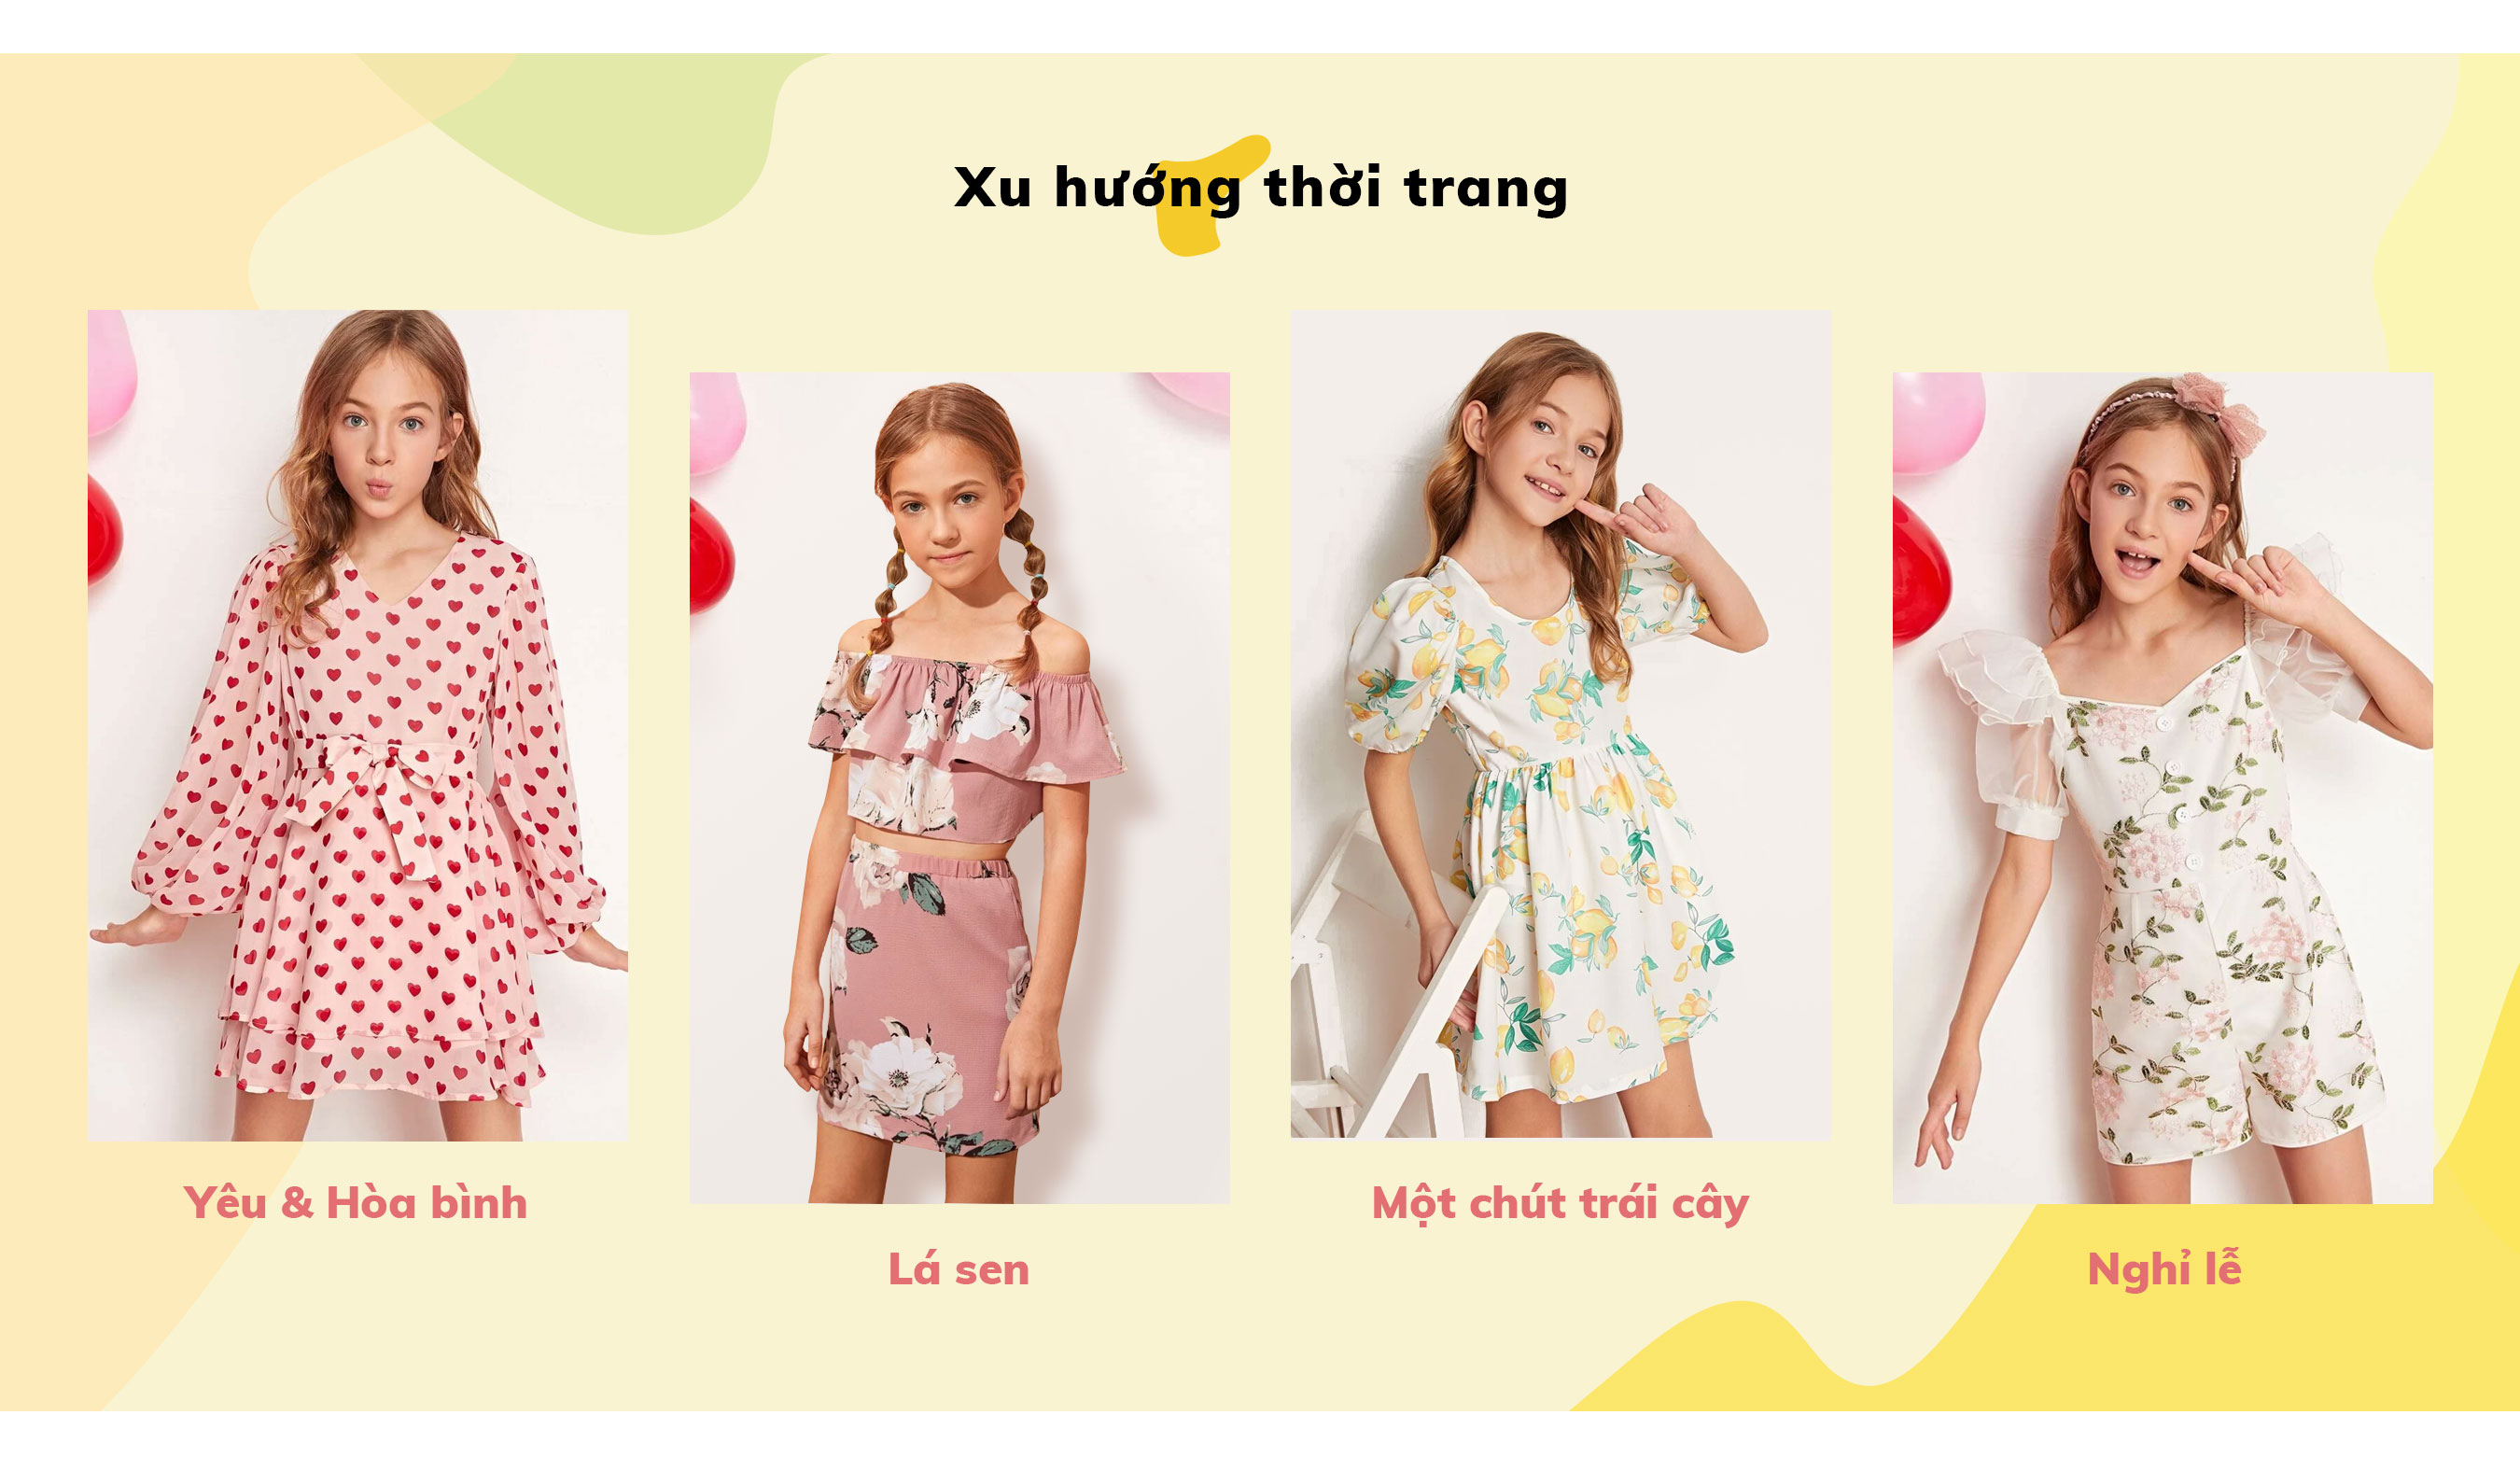 Xu hướng thời trang
Yêu & Hòa bình
Lá sen
Một chút trái cây
Nghỉ lễ